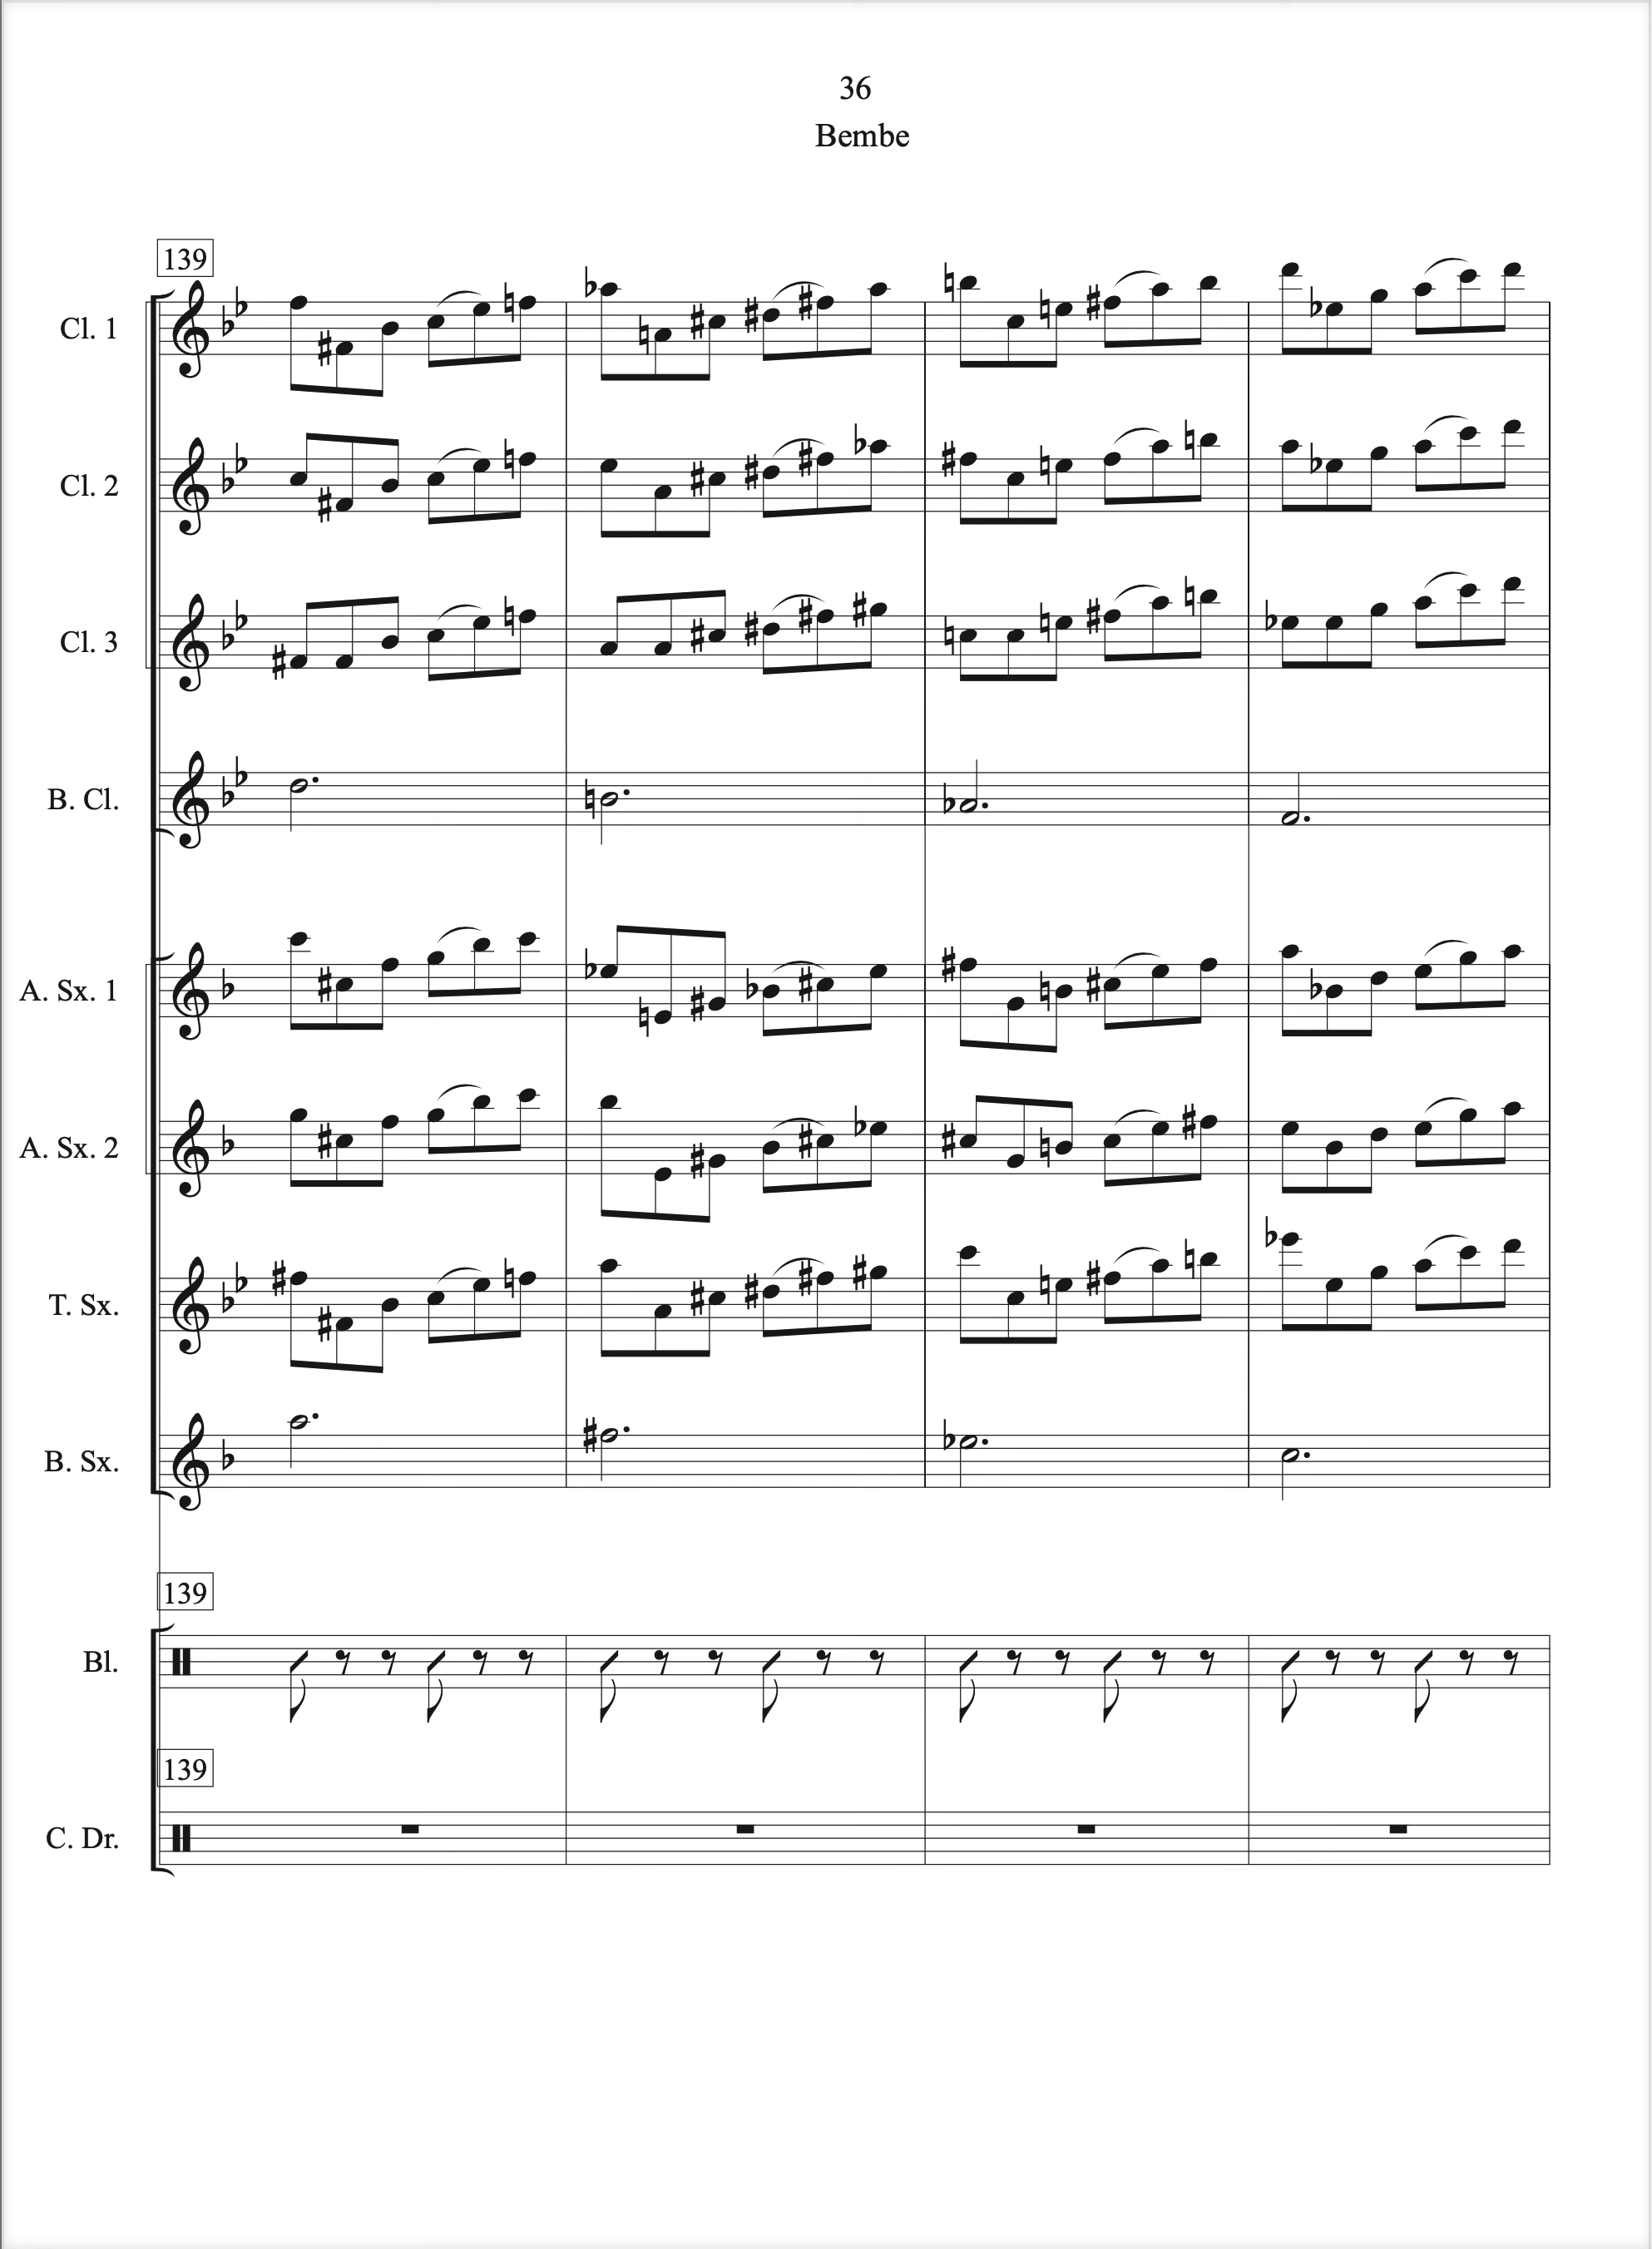 36
Bembe
139
Cl. 1
Cl. 2
Cl. 3
B. Cl.
A. Sx. 1
A. Sx. 2
T. Sx.
B. Sx.
139
Bl.
139
C. Dr.